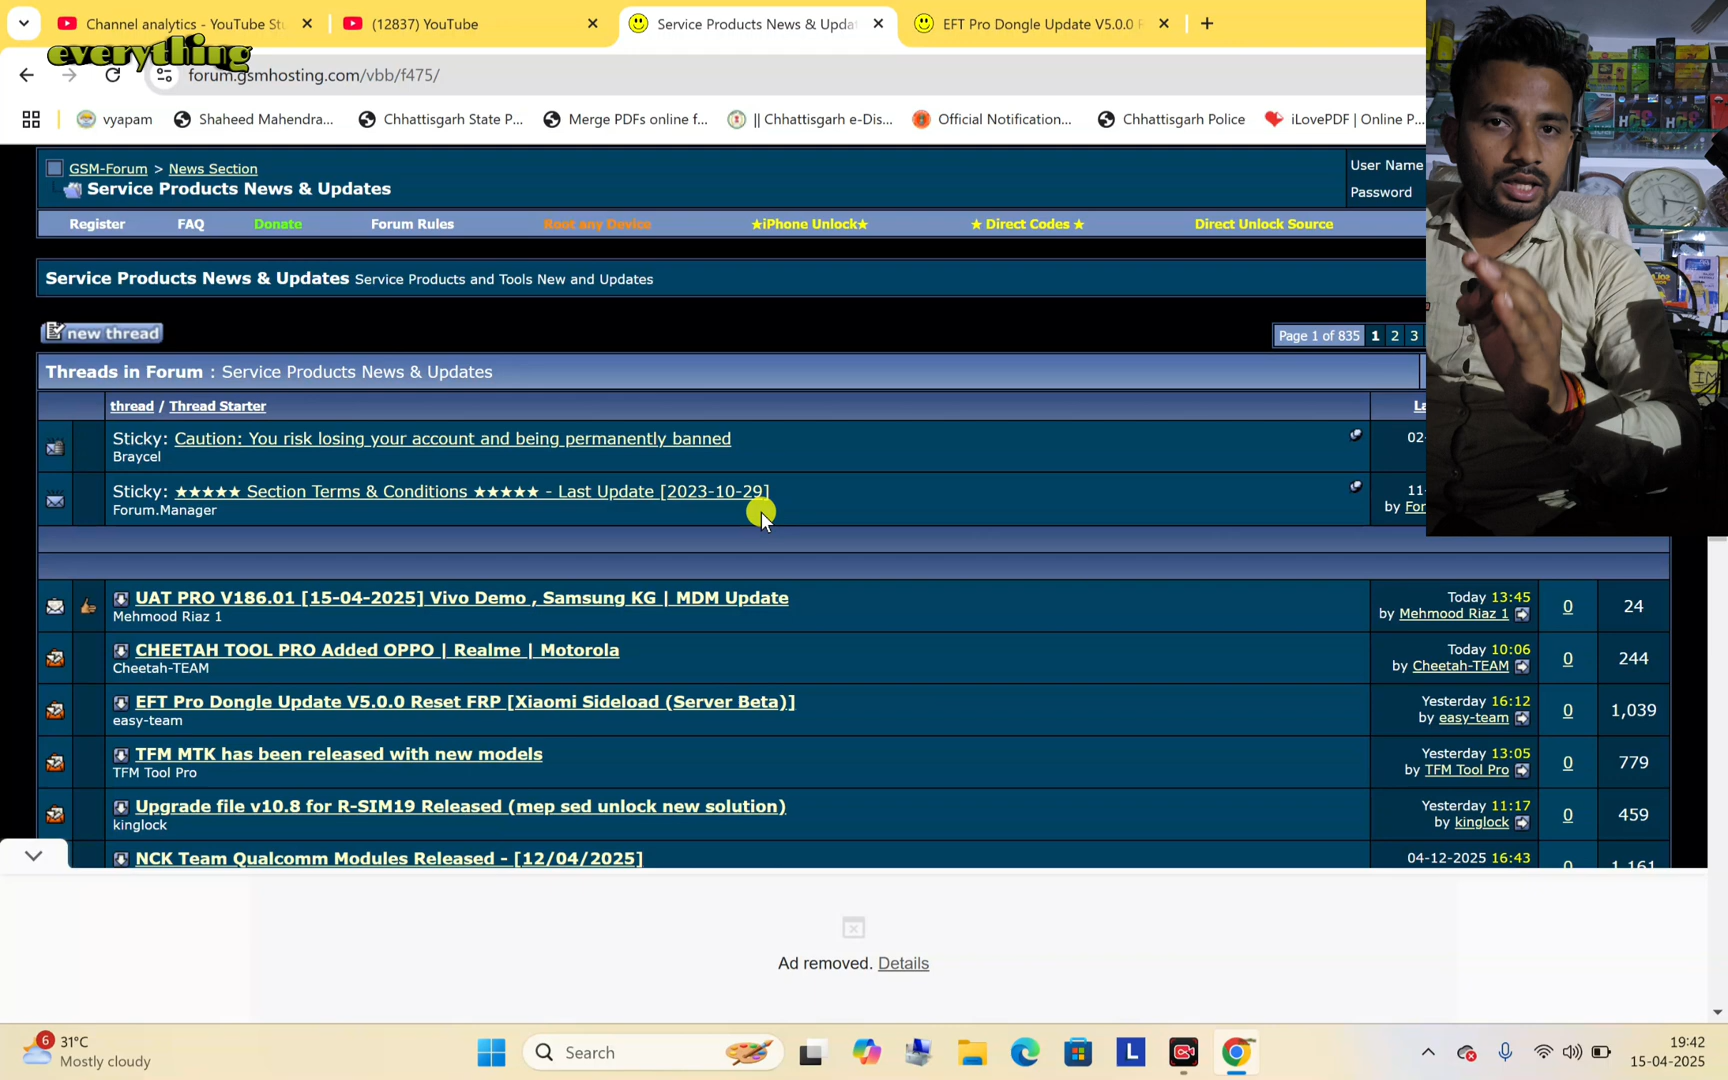 Channel analytics - YouTube Stu
(12837) YouTube
Service Products News & Updat
EFT Pro Dongle Update V5.0.0 R
everything
forum.gsmhosting.com/vbb/f475/
vyapam
Shaheed Mahendra...
Chhattisgarh State P...
Merge PDFs online f...
|| Chhattisgarh e-Dis...
Official Notification...
Chhattisgarh Police
iLovePDF | Online P...
GSM-Forum > News Section
Service Products News & Updates
User Name
Password
Register
FAQ
Donate
Forum Rules
Root any Device
★iPhone Unlock★
★ Direct Codes ★
Direct Unlock Source
Service Products News & Updates Service Products and Tools New and Updates
new thread
Page 1 of 835 1 2 3
Threads in Forum : Service Products News & Updates
thread / Thread Starter
La
Sticky: Caution: You risk losing your account and being permanently banned
Braycel
02-
Sticky: ★★★★★ Section Terms & Conditions ★★★★★ - Last Update [2023-10-29]
Forum.Manager
11-
by For
UAT PRO V186.01 [15-04-2025] Vivo Demo , Samsung KG | MDM Update
Mehmood Riaz 1
Today 13:45
by Mehmood Riaz 1
0
24
CHEETAH TOOL PRO Added OPPO | Realme | Motorola
Cheetah-TEAM
Today 10:06
by Cheetah-TEAM
0
244
EFT Pro Dongle Update V5.0.0 Reset FRP [Xiaomi Sideload (Server Beta)]
easy-team
Yesterday 16:12
by easy-team
0
1,039
TFM MTK has been released with new models
TFM Tool Pro
Yesterday 13:05
by TFM Tool Pro
0
779
Upgrade file v10.8 for R-SIM19 Released (mep sed unlock new solution)
kinglock
Yesterday 11:17
by kinglock
0
459
NCK Team Qualcomm Modules Released - [12/04/2025]
04-12-2025 16:43
0
1,161
Ad removed. Details
6
31°C
Mostly cloudy
Search
L
19:42
15-04-2025